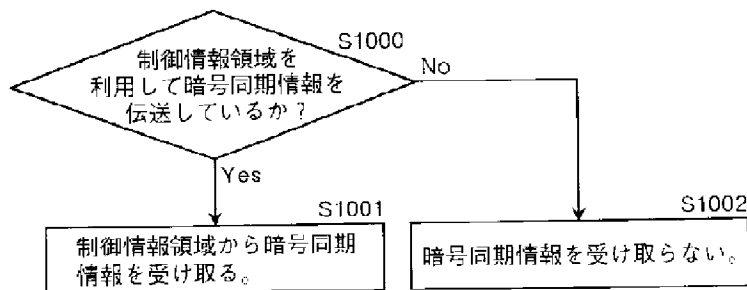 S1000
制御情報領域を
利用して暗号同期情報を
伝送しているか？
No
Yes
S1001
制御情報領域から暗号同期
情報を受け取る。
S1002
暗号同期情報を受け取らない。